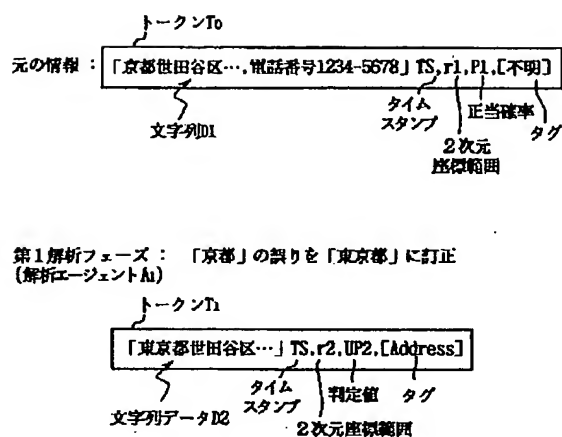 トークンT0
元の情報： 「京都世田谷区…,電話番号1234-5678」TS,r1,P1,[不明]
文字列D1
タイム
スタンプ
正当確率
2次元
座標範囲
タグ
第1解析フェーズ： 「京都」の誤りを「東京都」に訂正
(解析エージェントA1)
トークンT1
「東京都世田谷区…」TS,r2,UP2,[Address]
タイム
スタンプ
判定値
タグ
文字列データD2
2次元座標範囲